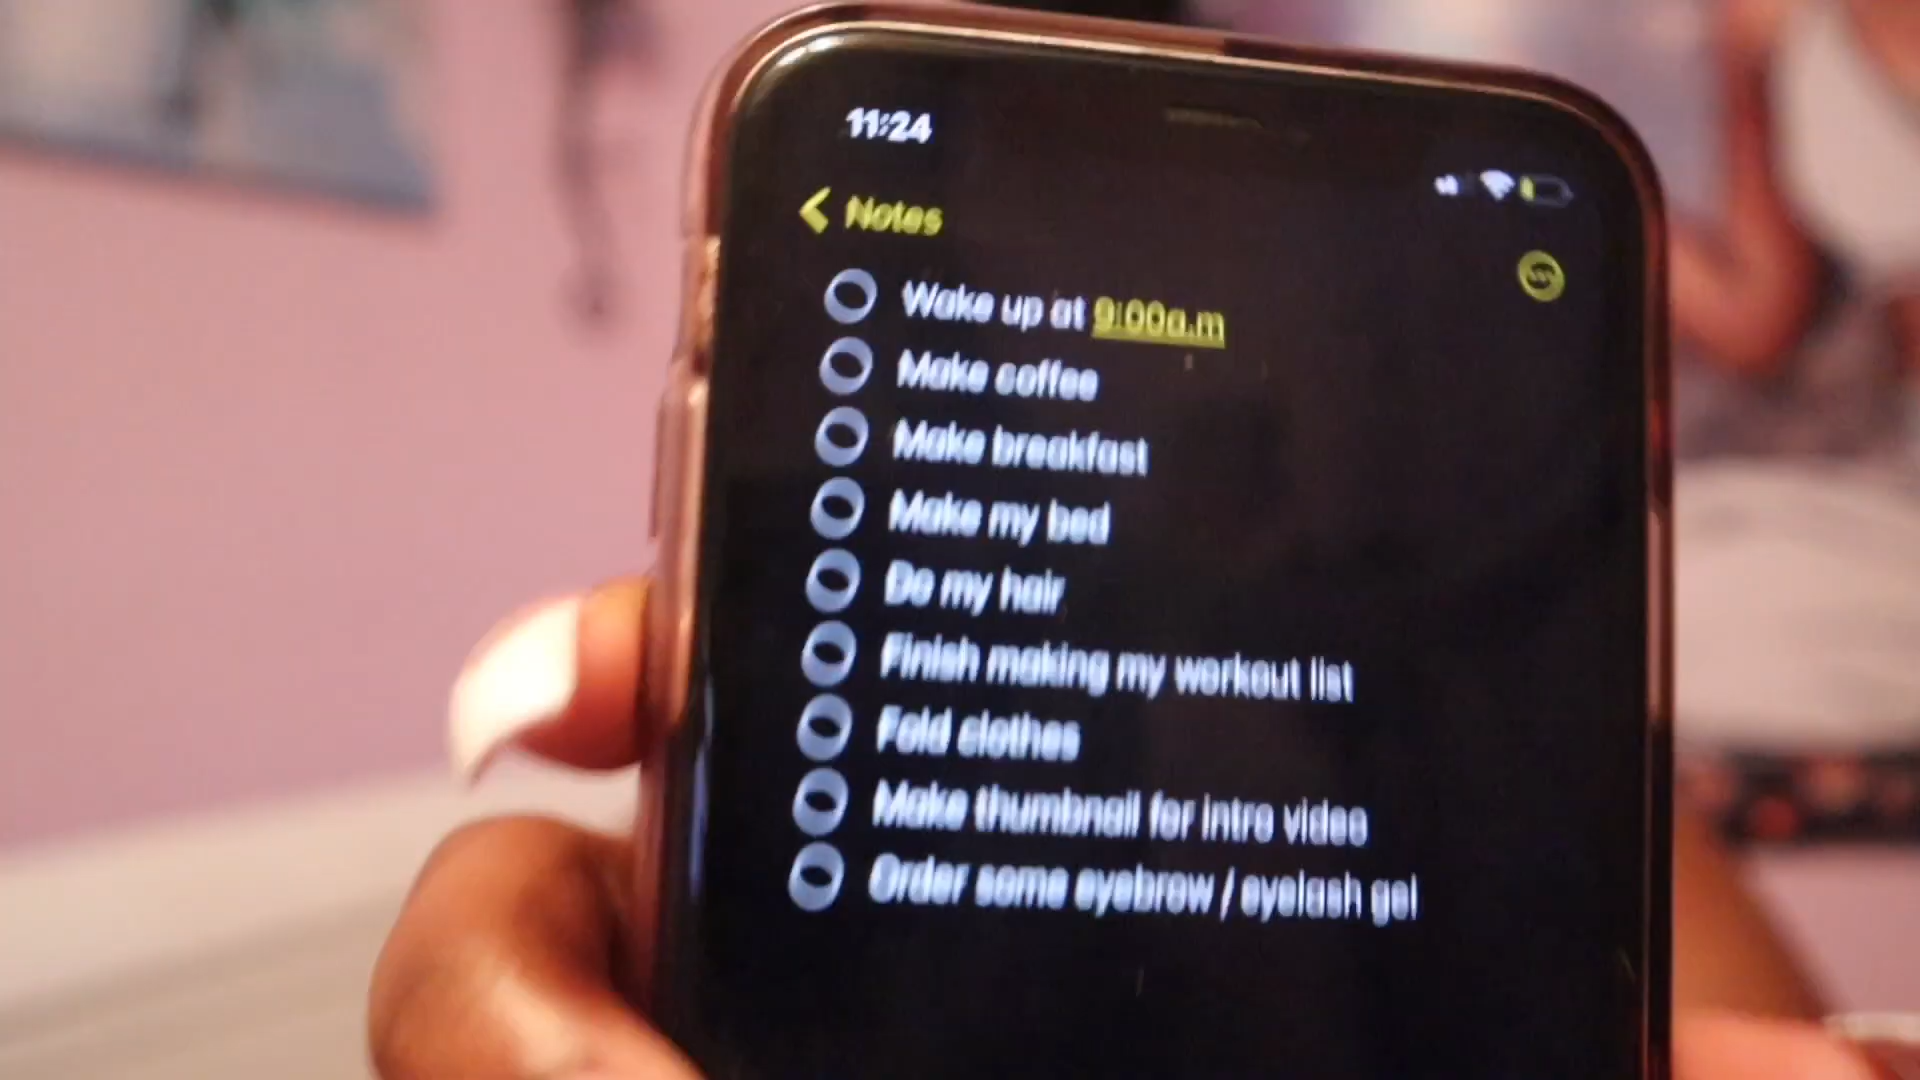 11:24
Notes
Wake up at 9:00a.m
Make coffee
Make breakfast
Make my bed
Do my hair
Finish making my workout list
Fold clothes
Make thumbnail for intro video
Order some eyebrow / eyelash gel